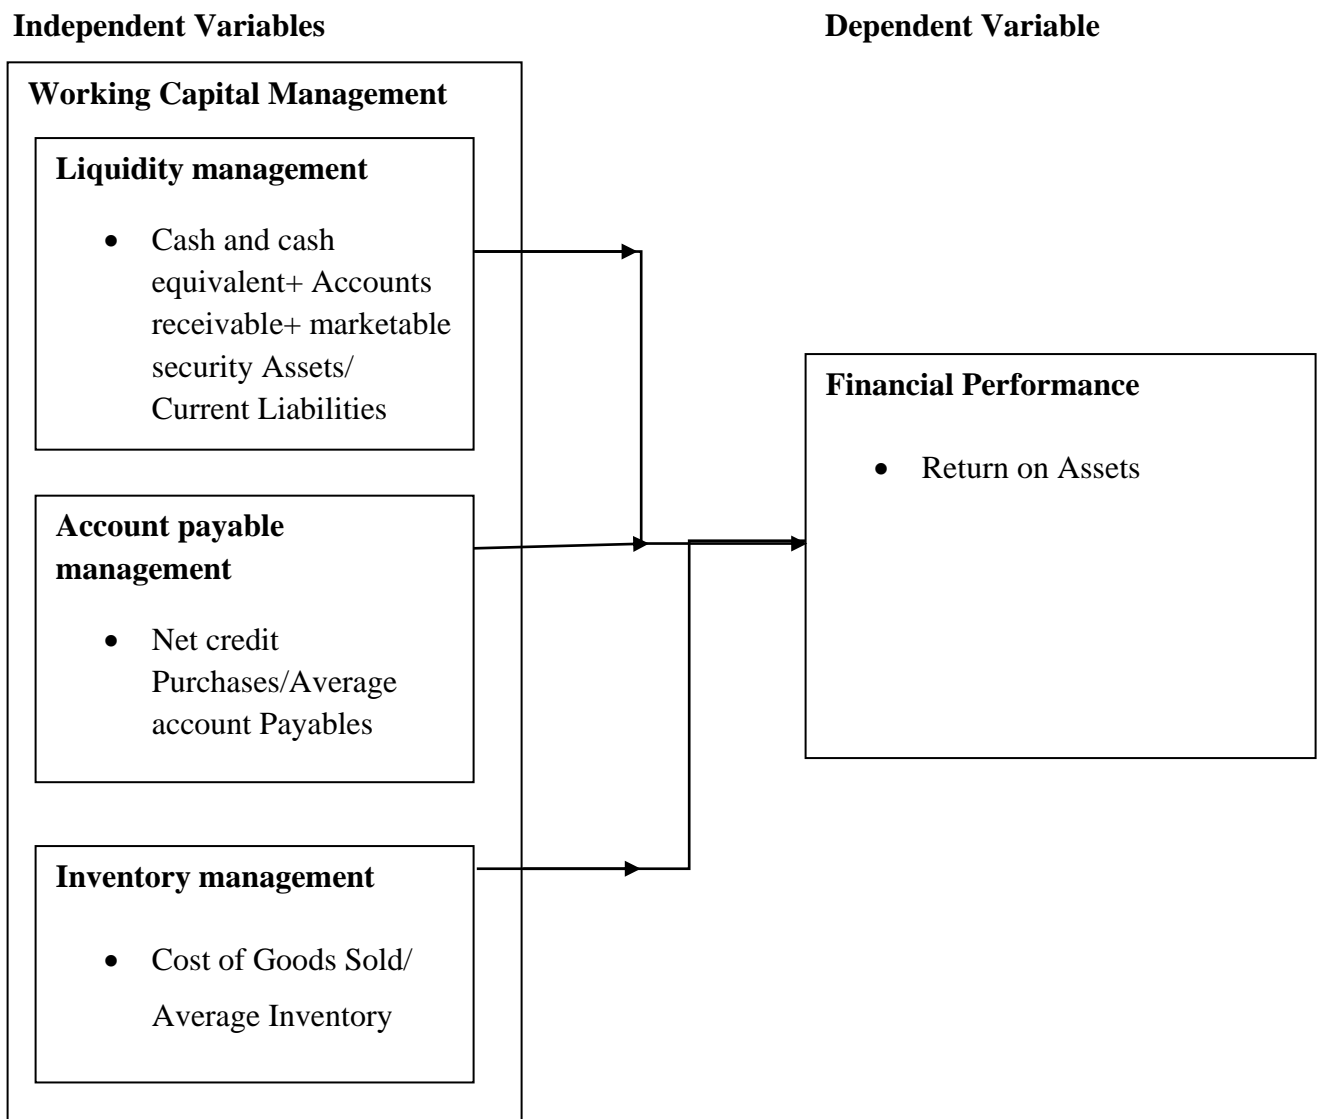 Independent Variables
Dependent Variable
Working Capital Management
Liquidity management
• Cash and cash
equivalent+ Accounts
receivable+ marketable
security Assets/
Current Liabilities
Account payable
management
• Net credit
Purchases/Average
account Payables
Inventory management
• Cost of Goods Sold/
Average Inventory
Financial Performance
• Return on Assets